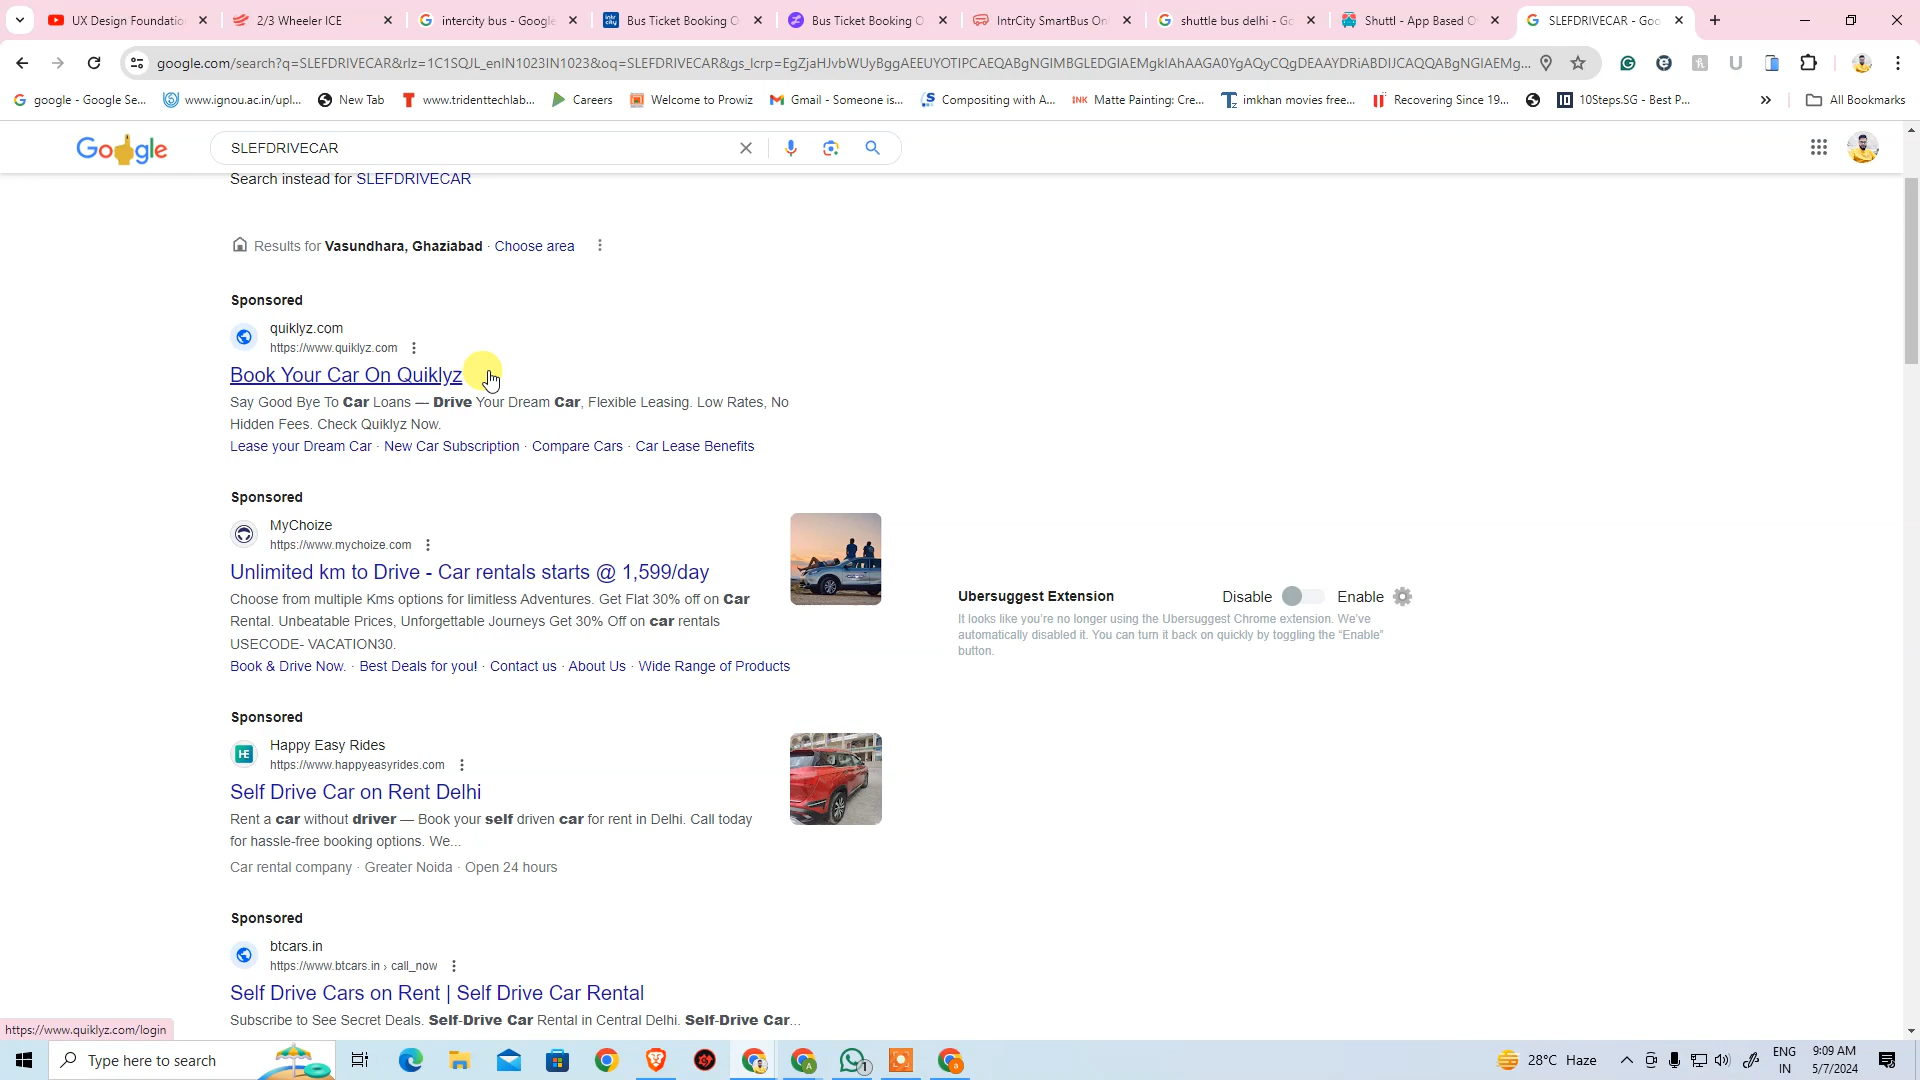 UX Design Foundatio
2/3 Wheeler ICE
intercity bus - Google
Bus Ticket Booking O
Bus Ticket Booking O
IntrCity SmartBus On
shuttle bus delhi - Go
Shuttl - App Based O
SLEFDRIVECAR - Goo
google.com/search?q=SLEFDRIVECAR&rlz=1C1SQJL_enIN1023IN1023&oq=SLEFDRIVECAR&gs_lcrp=EgZjaHJvbWUyBggAEEUYOTIPCAEQABgNGIMBGLEDGIAEMgkIAhAAGA0YgAQyCQgDEAAYDRiABDIJCAQQABgNGIAEMg...
google - Google Se...
www.ignou.ac.in/upl...
New Tab
www.tridenttechlab...
Careers
Welcome to Prowiz
Gmail - Someone is...
Compositing with A...
INK Matte Painting: Cre...
imkhan movies free...
Recovering Since 19...
10Steps.SG - Best P...
All Bookmarks
Google
SLEFDRIVECAR
Search instead for SLEFDRIVECAR
Results for Vasundhara, Ghaziabad · Choose area
Sponsored
quiklyz.com
https://www.quiklyz.com
Book Your Car On Quiklyz
Say Good Bye To Car Loans — Drive Your Dream Car, Flexible Leasing. Low Rates, No
Hidden Fees. Check Quiklyz Now.
Lease your Dream Car · New Car Subscription · Compare Cars · Car Lease Benefits
Sponsored
MyChoize
https://www.mychoize.com
Unlimited km to Drive - Car rentals starts @ 1,599/day
Choose from multiple Kms options for limitless Adventures. Get Flat 30% off on Car
Rental. Unbeatable Prices, Unforgettable Journeys Get 30% Off on car rentals
USECODE- VACATION30.
Book & Drive Now. · Best Deals for you! · Contact us · About Us · Wide Range of Products
Ubersuggest Extension
Disable
Enable
It looks like you're no longer using the Ubersuggest Chrome extension. We've
automatically disabled it. You can turn it back on quickly by toggling the "Enable"
button.
Sponsored
HE
Happy Easy Rides
https://www.happyeasyrides.com
Self Drive Car on Rent Delhi
Rent a car without driver — Book your self driven car for rent in Delhi. Call today
for hassle-free booking options. We...
Car rental company · Greater Noida · Open 24 hours
Sponsored
btcars.in
https://www.btcars.in › call_now
Self Drive Cars on Rent | Self Drive Car Rental
Subscribe to See Secret Deals. Self-Drive Car Rental in Central Delhi. Self-Drive Car...
https://www.quiklyz.com/login
Type here to search
1
28°C Haze
ENG
IN
9:09 AM
5/7/2024